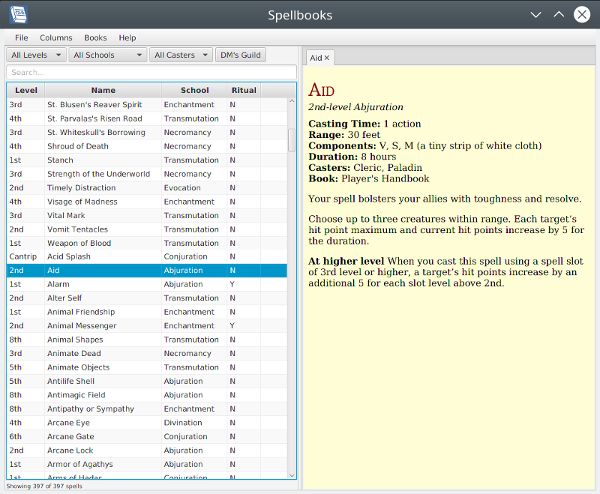 Spellbooks
File Columns Books Help
All Levels All Schools All Casters DM's Guild
Search...
Level Name School Ritual
3rd St. Blusen's Reaver Spirit Enchantment N
4th St. Parvalas's Risen Road Transmutation N
3rd St. Whiteskull's Borrowing Necromancy N
4th Shroud of Death Necromancy N
1st Stanch Transmutation N
3rd Strength of the Underworld Necromancy N
2nd Timely Distraction Evocation N
4th Visage of Madness Enchantment N
3rd Vital Mark Transmutation N
2nd Vomit Tentacles Transmutation N
1st Weapon of Blood Transmutation N
Cantrip Acid Splash Conjuration N
2nd Aid Abjuration N
1st Alarm Abjuration Y
2nd Alter Self Transmutation N
1st Animal Friendship Enchantment N
2nd Animal Messenger Enchantment Y
8th Animal Shapes Transmutation N
3rd Animate Dead Necromancy N
5th Animate Objects Transmutation N
5th Antilife Shell Abjuration N
8th Antimagic Field Abjuration N
8th Antipathy or Sympathy Enchantment N
4th Arcane Eye Divination N
6th Arcane Gate Conjuration N
2nd Arcane Lock Abjuration N
1st Armor of Agathys Abjuration N
1st Arms of Hadar Conjuration N
Showing 397 of 397 spells
Aid
AID
2nd-level Abjuration
Casting Time: 1 action
Range: 30 feet
Components: V, S, M (a tiny strip of white cloth)
Duration: 8 hours
Casters: Cleric, Paladin
Book: Player's Handbook
Your spell bolsters your allies with toughness and resolve.
Choose up to three creatures within range. Each target's
hit point maximum and current hit points increase by 5 for
the duration.
At higher level When you cast this spell using a spell slot
of 3rd level or higher, a target's hit points increase by an
additional 5 for each slot level above 2nd.